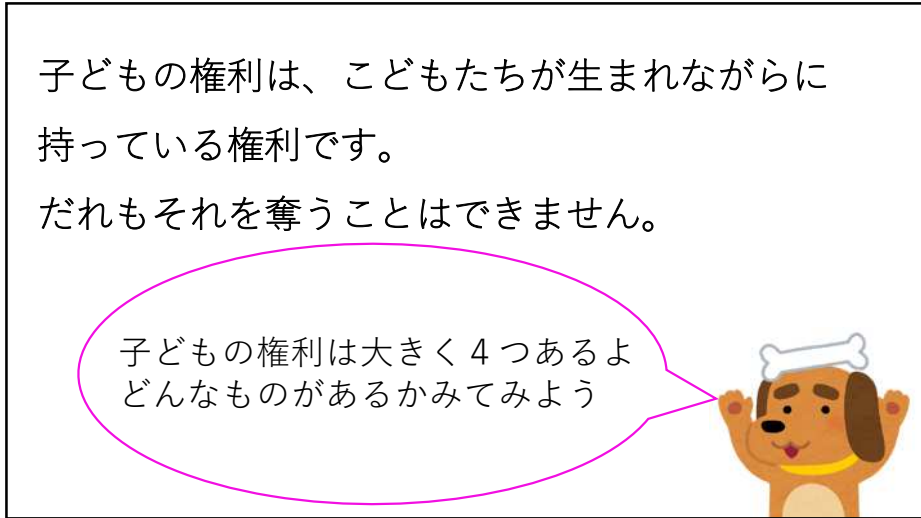 子どもの権利は、こどもたちが生まれながらに
持っている権利です。
だれもそれを奪うことはできません。
子どもの権利は大きく４つあるよ
どんなものがあるかみてみよう